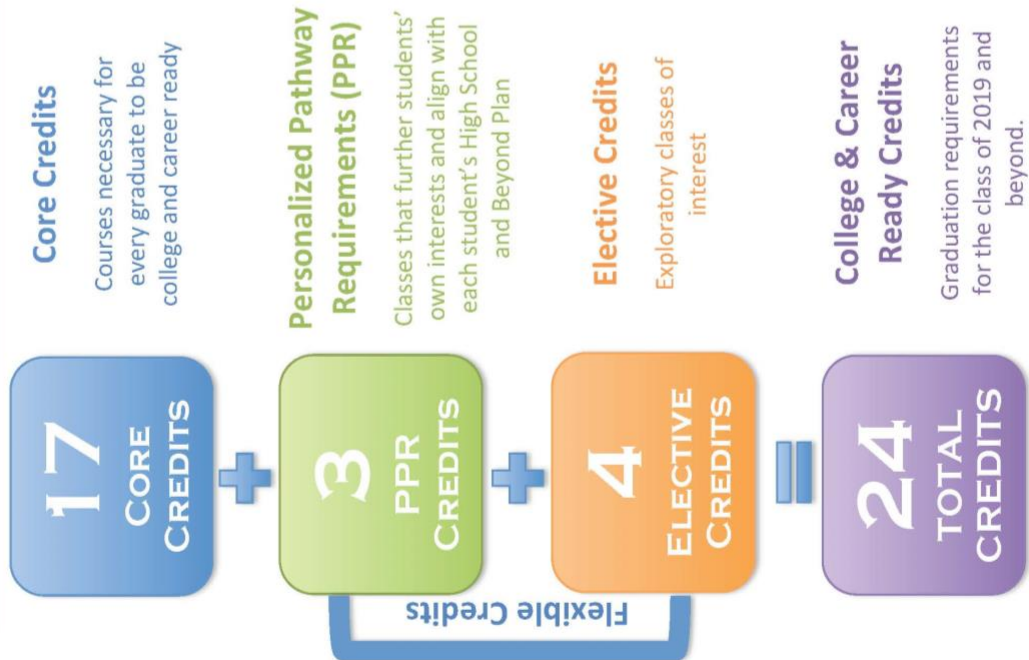 17
CORE
CREDITS
Core Credits
Courses necessary for
every graduate to be
college and career ready
+
3
PPR
CREDITS
Personalized Pathway
Requirements (PPR)
Classes that further students'
own interests and align with
each student's High School
and Beyond Plan
+
4
ELECTIVE
CREDITS
Elective Credits
Exploratory classes of
interest
Flexible Credits
=
24
TOTAL
CREDITS
College & Career
Ready Credits
Graduation requirements
for the class of 2019 and
beyond.